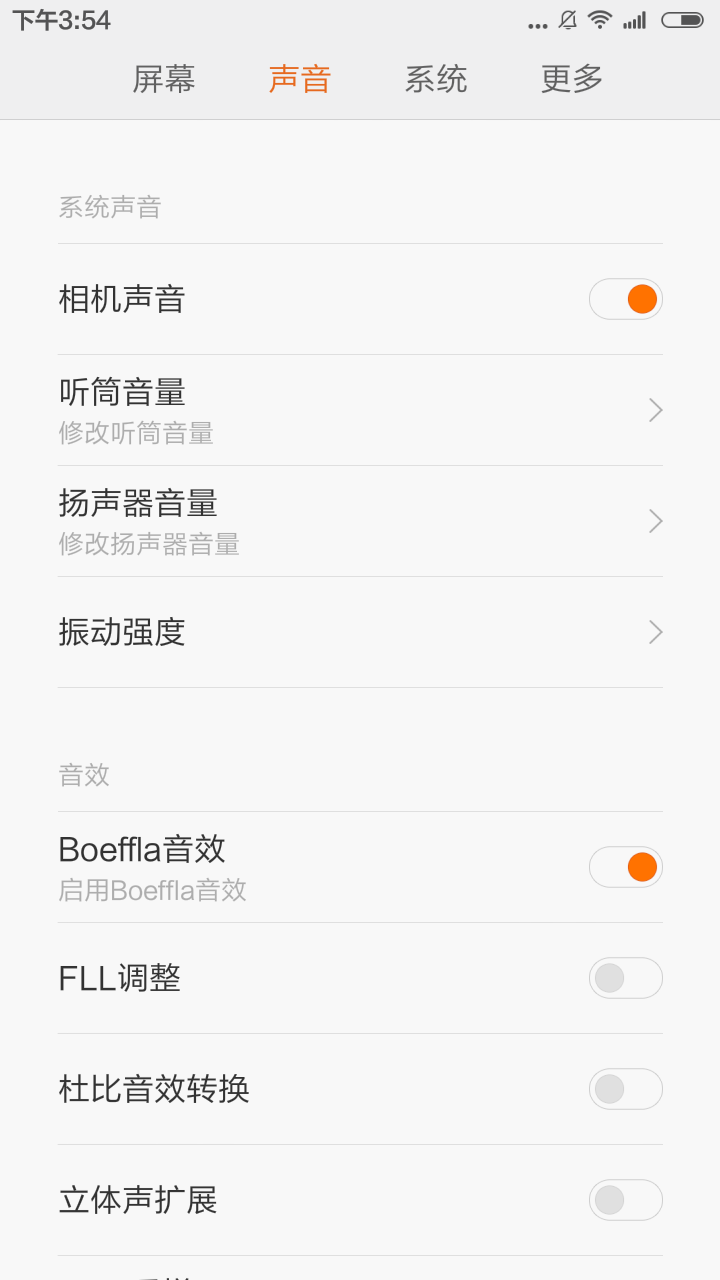 下午3:54
屏幕 声音 系统 更多
系统声音
相机声音
听筒音量
修改听筒音量
扬声器音量
修改扬声器音量
振动强度
音效
Boeffla音效
启用Boeffla音效
FLL调整
杜比音效转换
立体声扩展